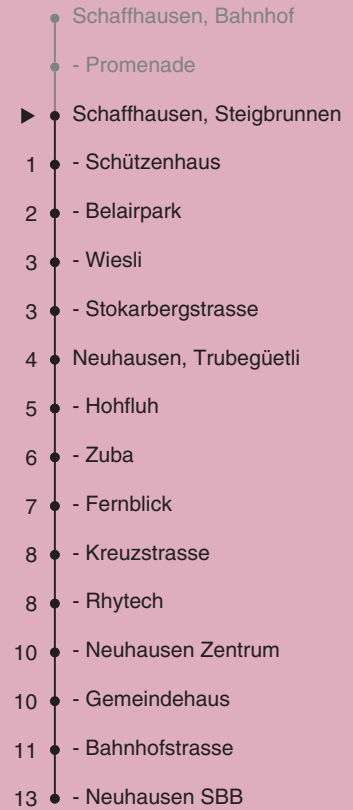 Schaffhausen, Bahnhof
- Promenade
Schaffhausen, Steigbrunnen
1 - Schützenhaus
2 - Belairpark
3 - Wiesli
3 - Stokarbergstrasse
4 Neuhausen, Trubegüetli
5 - Hohfluh
6 - Zuba
7 - Fernblick
8 - Kreuzstrasse
8 - Rhytech
10 - Neuhausen Zentrum
10 - Gemeindehaus
11 - Bahnhofstrasse
13 - Neuhausen SBB